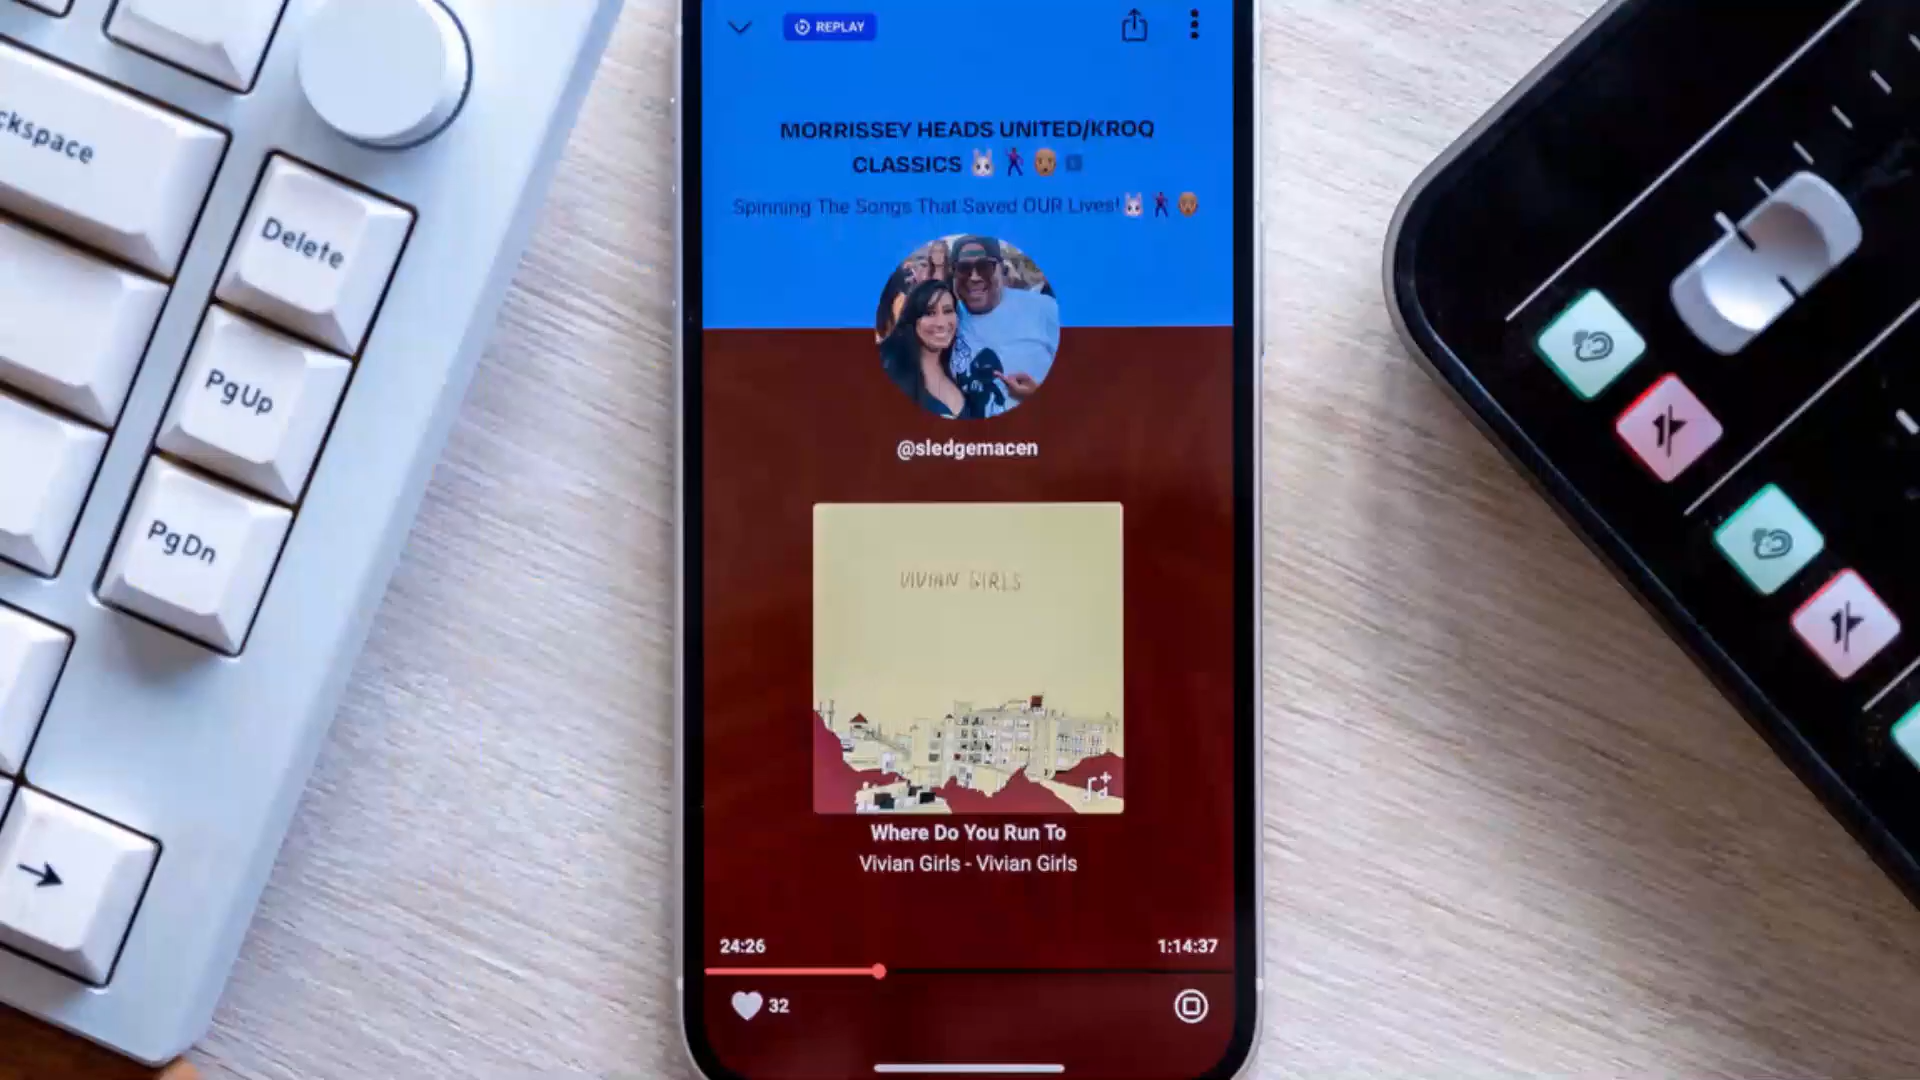 REPLAY
MORRISSEY HEADS UNITED/KROQ
CLASSICS
Spinning The Songs That Saved OUR Lives!
@sledgemacen
VIVIAN GIRLS
Where Do You Run To
Vivian Girls - Vivian Girls
24:26
1:14:37
32
ckspace
Delete
PgUp
PgDn